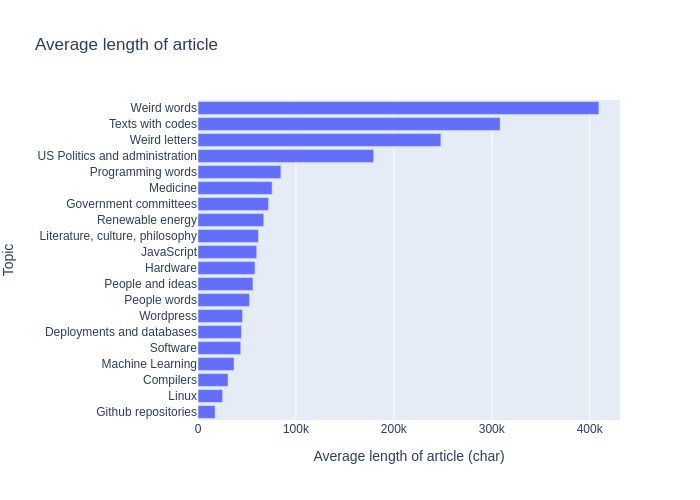 Average length of article
Weird words
Texts with codes
Weird letters
US Politics and administration
Programming words
Medicine
Government committees
Renewable energy
Literature, culture, philosophy
JavaScript
Hardware
People and ideas
People words
Wordpress
Deployments and databases
Software
Machine Learning
Compilers
Linux
Github repositories
Topic
0 100k 200k 300k 400k
Average length of article (char)